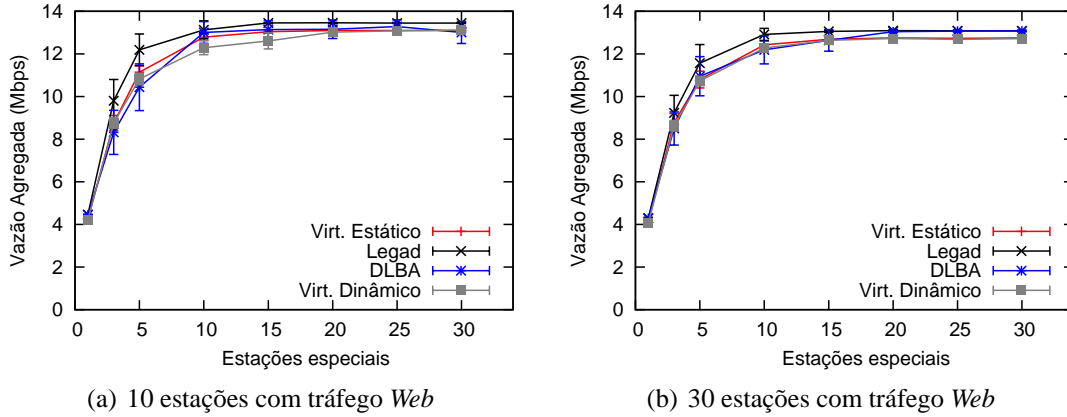 14
12
10
8
6
4
2
0
Vazão Agregada (Mbps)
0 5 10 15 20 25 30
Estações especiais
Virt. Estático
Legad
DLBA
Virt. Dinâmico
(a) 10 estações com tráfego Web
14
12
10
8
6
4
2
0
Vazão Agregada (Mbps)
0 5 10 15 20 25 30
Estações especiais
Virt. Estático
Legad
DLBA
Virt. Dinâmico
(b) 30 estações com tráfego Web